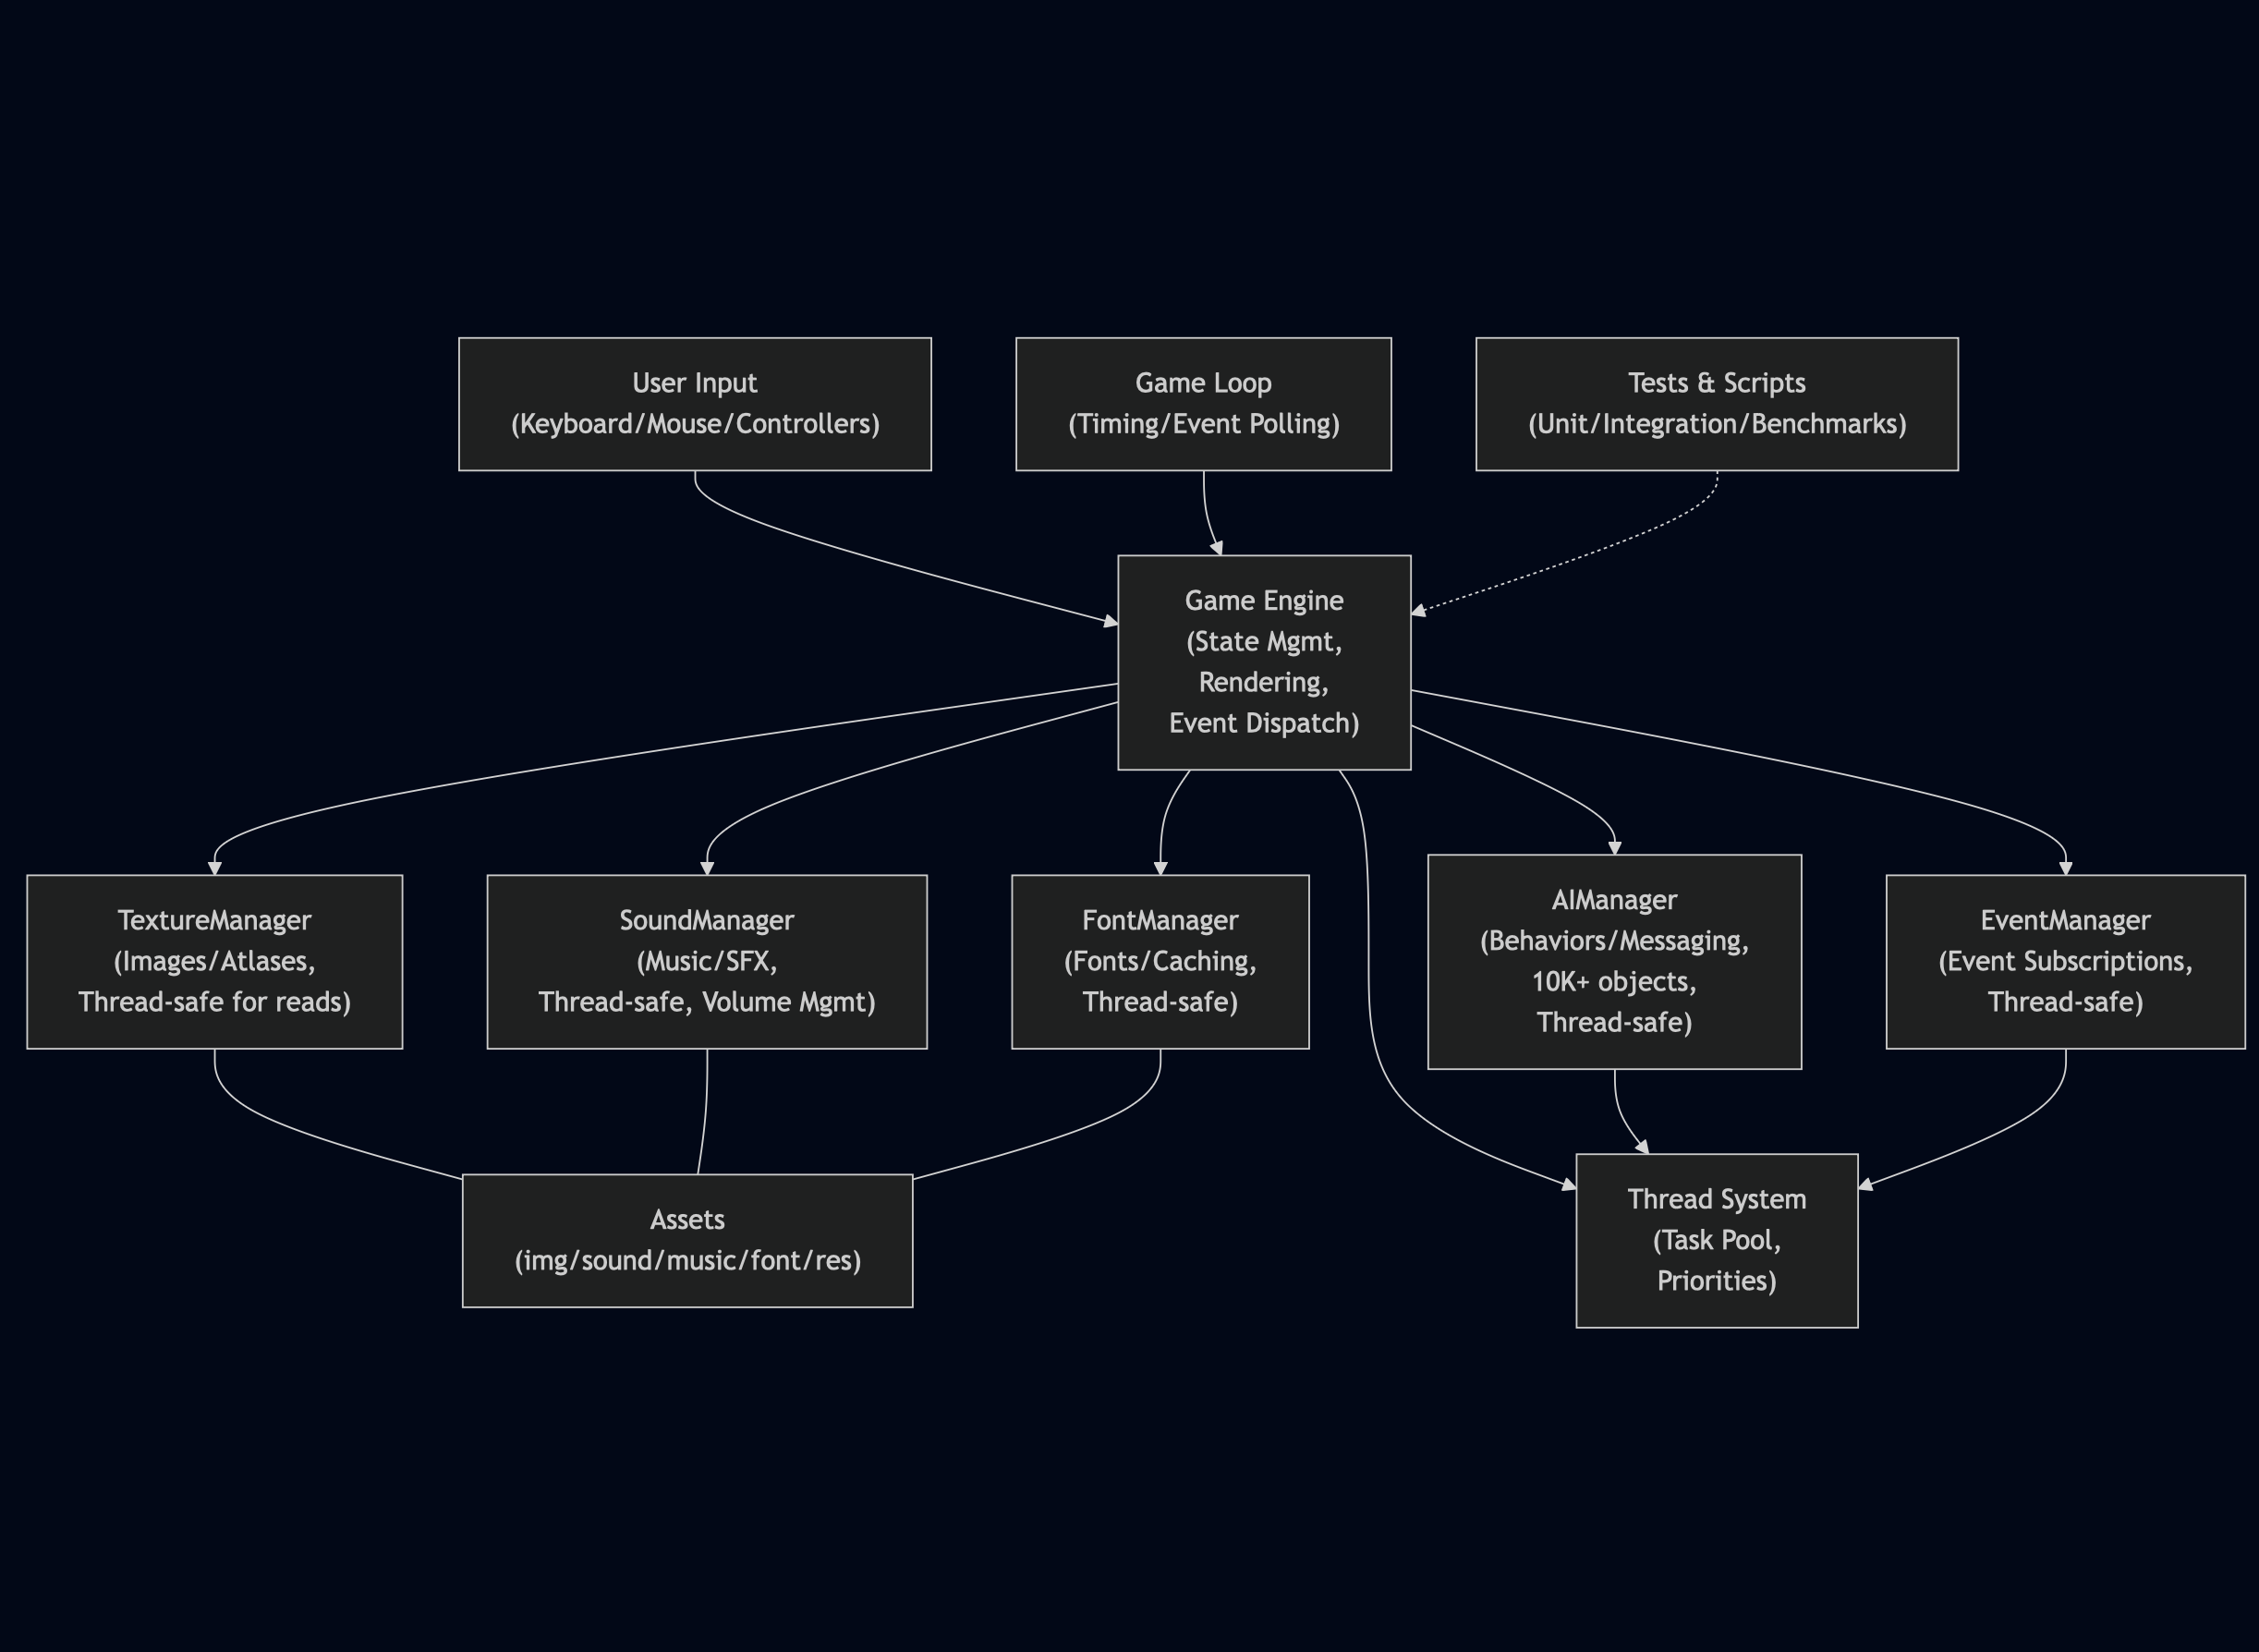 User Input
(Keyboard/Mouse/Controllers)
Game Loop
(Timing/Event Polling)
Tests & Scripts
(Unit/Integration/Benchmarks)
Game Engine
(State Mgmt,
Rendering,
Event Dispatch)
TextureManager
(Images/Atlases,
Thread-safe for reads)
SoundManager
(Music/SFX,
Thread-safe, Volume Mgmt)
FontManager
(Fonts/Caching,
Thread-safe)
AIManager
(Behaviors/Messaging,
10K+ objects,
Thread-safe)
EventManager
(Event Subscriptions,
Thread-safe)
Assets
(img/sound/music/font/res)
Thread System
(Task Pool,
Priorities)